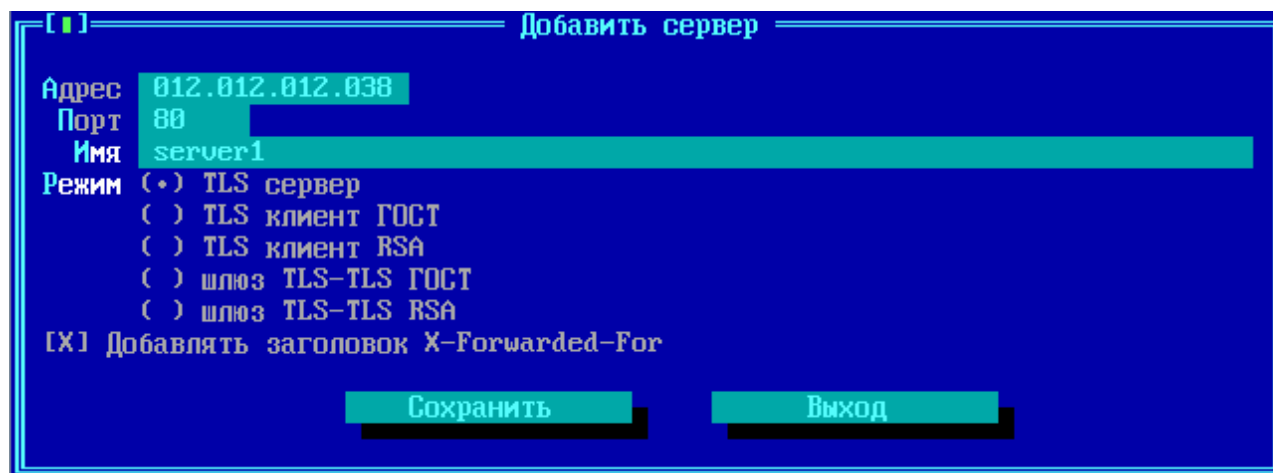 [▮] Добавить сервер
Адрес 012.012.012.038
Порт 80
Имя server1
Режим (•) TLS сервер
( ) TLS клиент ГОСТ
( ) TLS клиент RSA
( ) шлюз TLS-TLS ГОСТ
( ) шлюз TLS-TLS RSA
[X] Добавлять заголовок X-Forwarded-For
Сохранить Выход